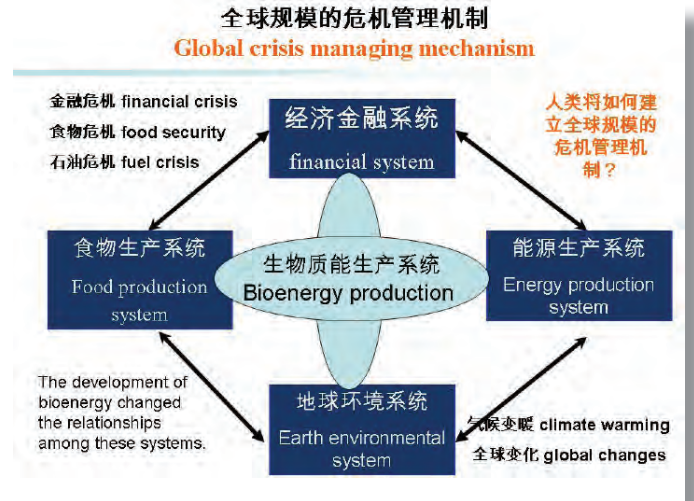 全球规模的危机管理机制
Global crisis managing mechanism
金融危机 financial crisis
食物危机 food security
石油危机 fuel crisis
经济金融系统
financial system
人类将如何建
立全球规模的
危机管理机
制？
食物生产系统
Food production
system
生物质能生产系统
Bioenergy production
能源生产系统
Energy production
system
The development of
bioenergy changed
the relationships
among these systems.
地球环境系统
Earth environmental
system
气候变暖 climate warming
全球变化 global changes